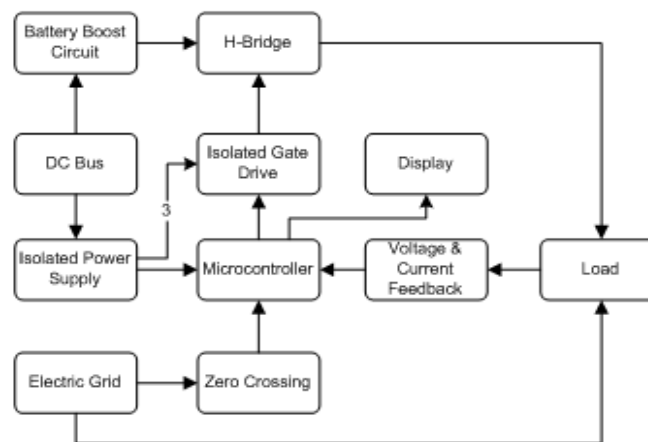 Battery Boost
Circuit
H-Bridge
DC Bus
Isolated Gate
Drive
Display
3
Isolated Power
Supply
Microcontroller
Voltage &
Current
Feedback
Load
Electric Grid
Zero Crossing